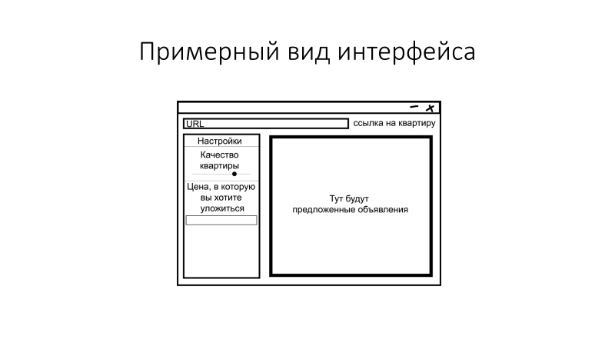 Примерный вид интерфейса
URL
ссылка на квартиру
Настройки
Качество
квартиры
Цена, в которую
вы хотите
уложиться
Тут будут
предложенные объявления